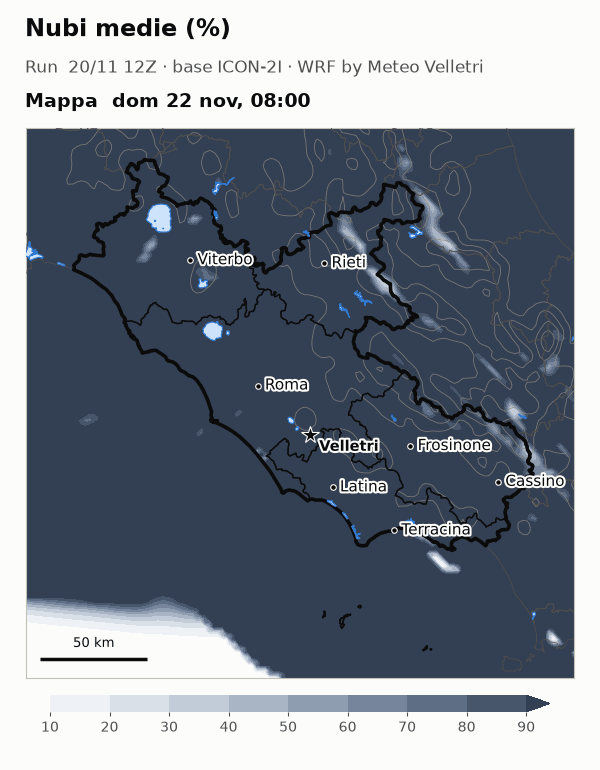 Nubi medie (%)
Run 20/11 12Z · base ICON-2I · WRF by Meteo Velletri
Mappa dom 22 nov, 08:00
Viterbo
Rieti
Roma
Velletri
Frosinone
Latina
Cassino
Terracina
50 km
10 20 30 40 50 60 70 80 90